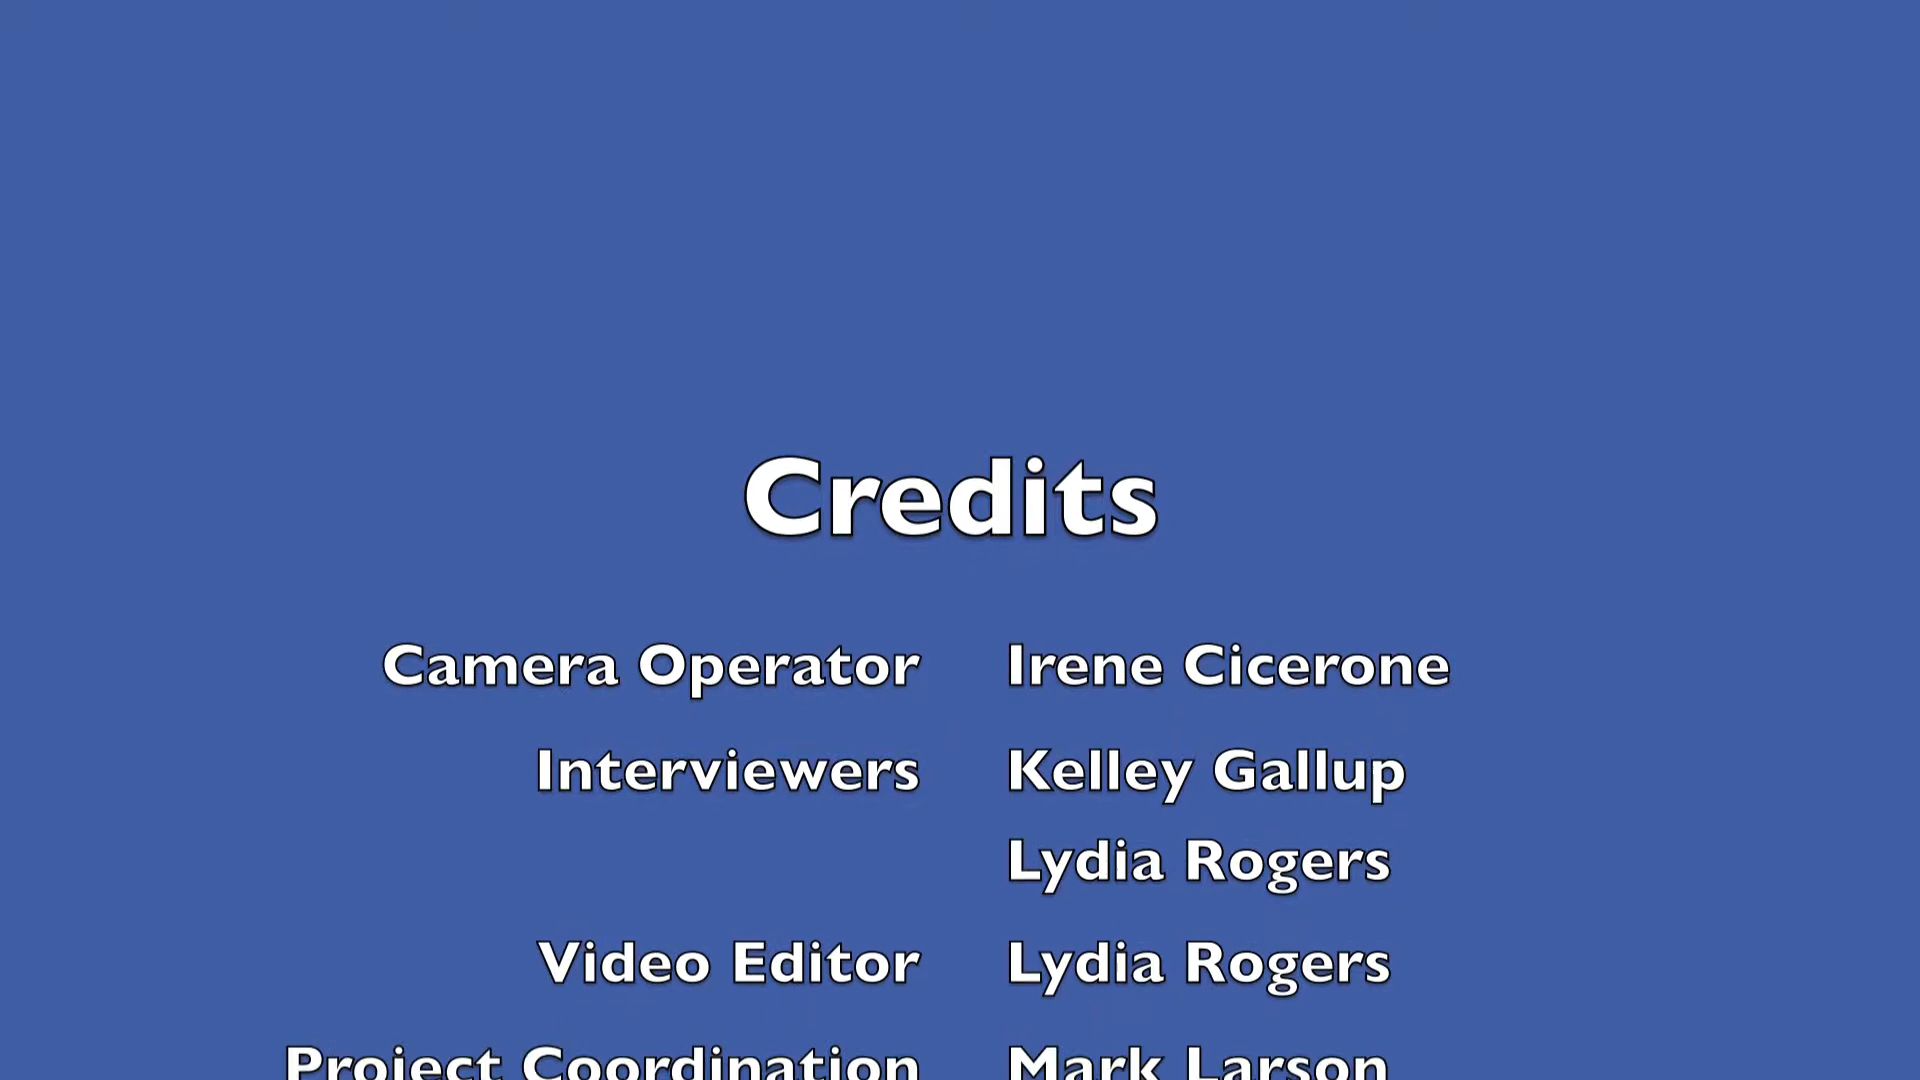 Credits
Camera Operator Irene Cicerone
Interviewers Kelley Gallup
Lydia Rogers
Video Editor Lydia Rogers
Project Coordination Mark Larson